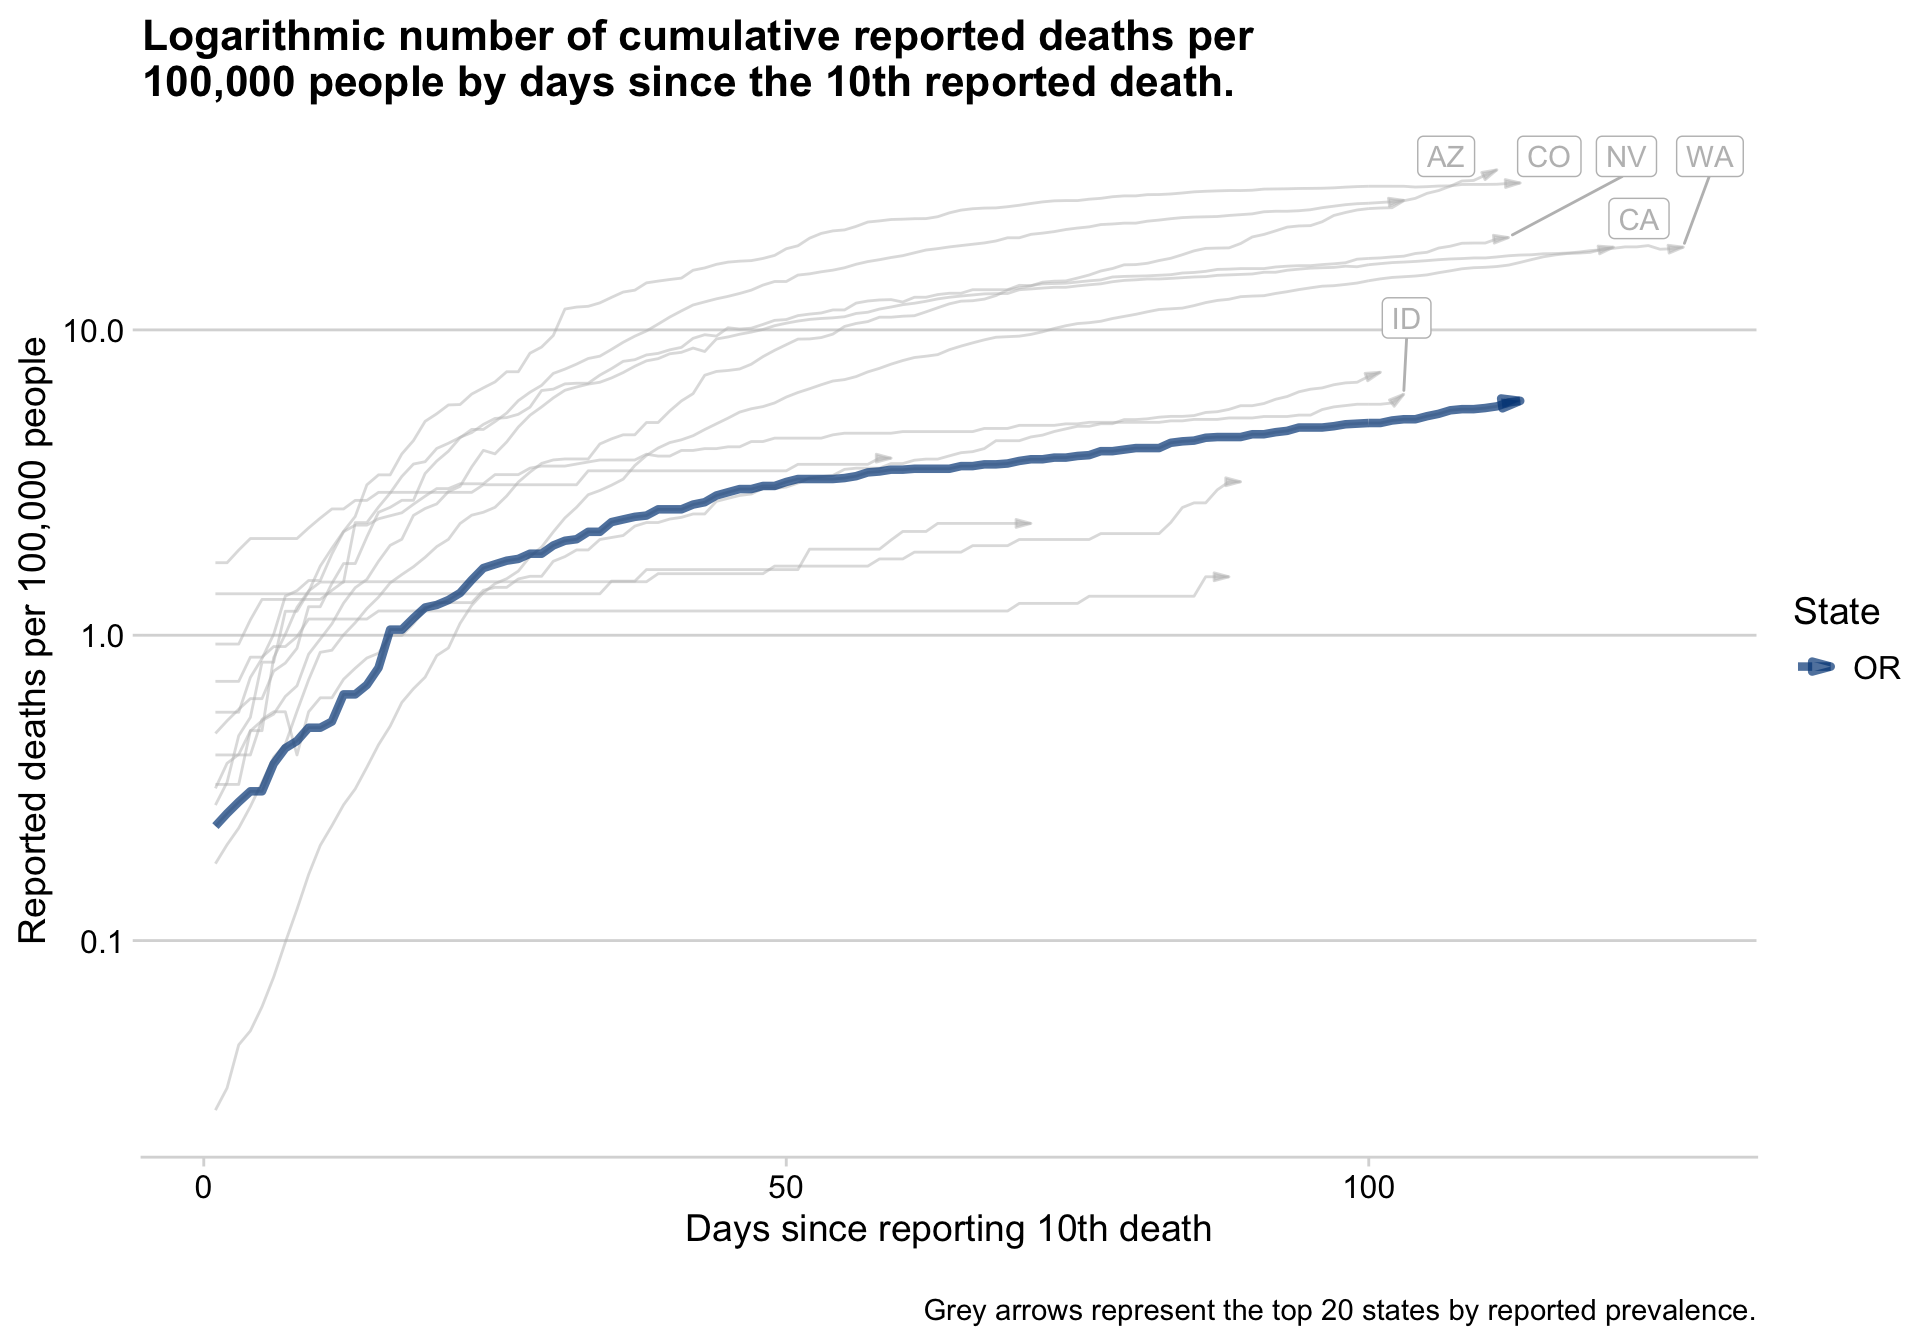 Logarithmic number of cumulative reported deaths per
100,000 people by days since the 10th reported death.
AZ
CO
NV
WA
CA
ID
10.0
1.0
0.1
Reported deaths per 100,000 people
State
OR
0
50
100
Days since reporting 10th death
Grey arrows represent the top 20 states by reported prevalence.